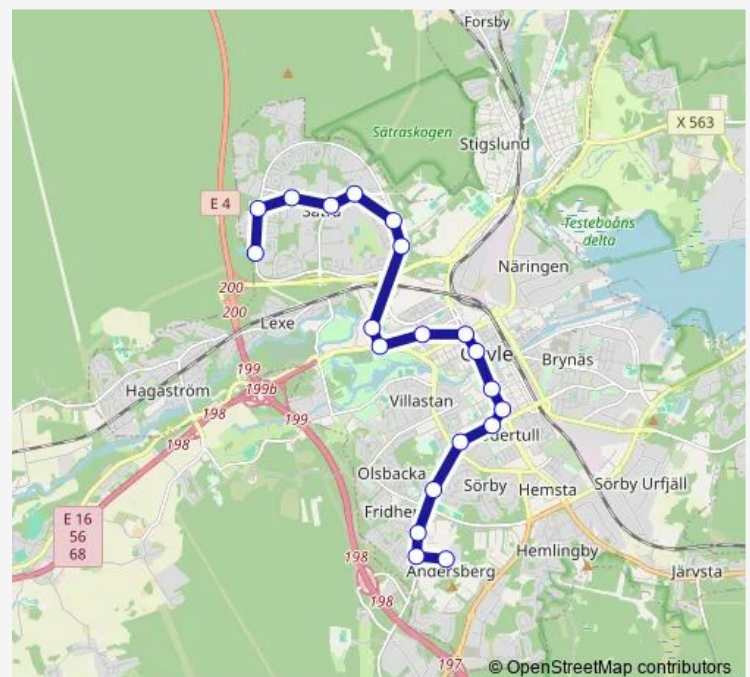 Forsby
X 563
Sätraskogen
Stigslund
E 4
Testeboåns
delta
Näringen
200
200
Lexe
Brynäs
199
Hagaström
199b
Villastan
198
199
198
Olsbacka
Sörby
Hemsta
Sörby Urfjäll
E 16
56
68
198
Hemlingby
Andersberg
Järvsta
198
197
© OpenStreetMap contributors